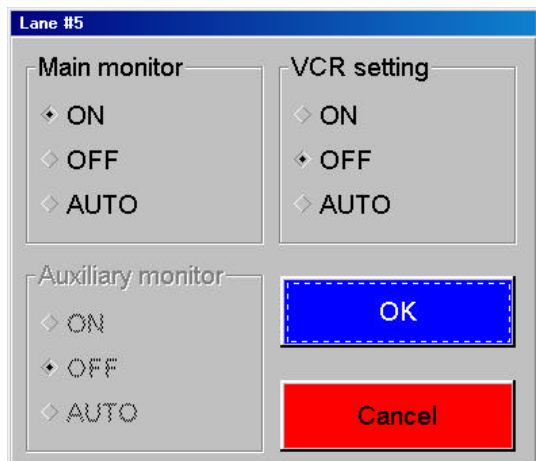 Lane #5
Main monitor
ON
OFF
AUTO
VCR setting
ON
OFF
AUTO
Auxiliary monitor
ON
OFF
AUTO
OK
Cancel